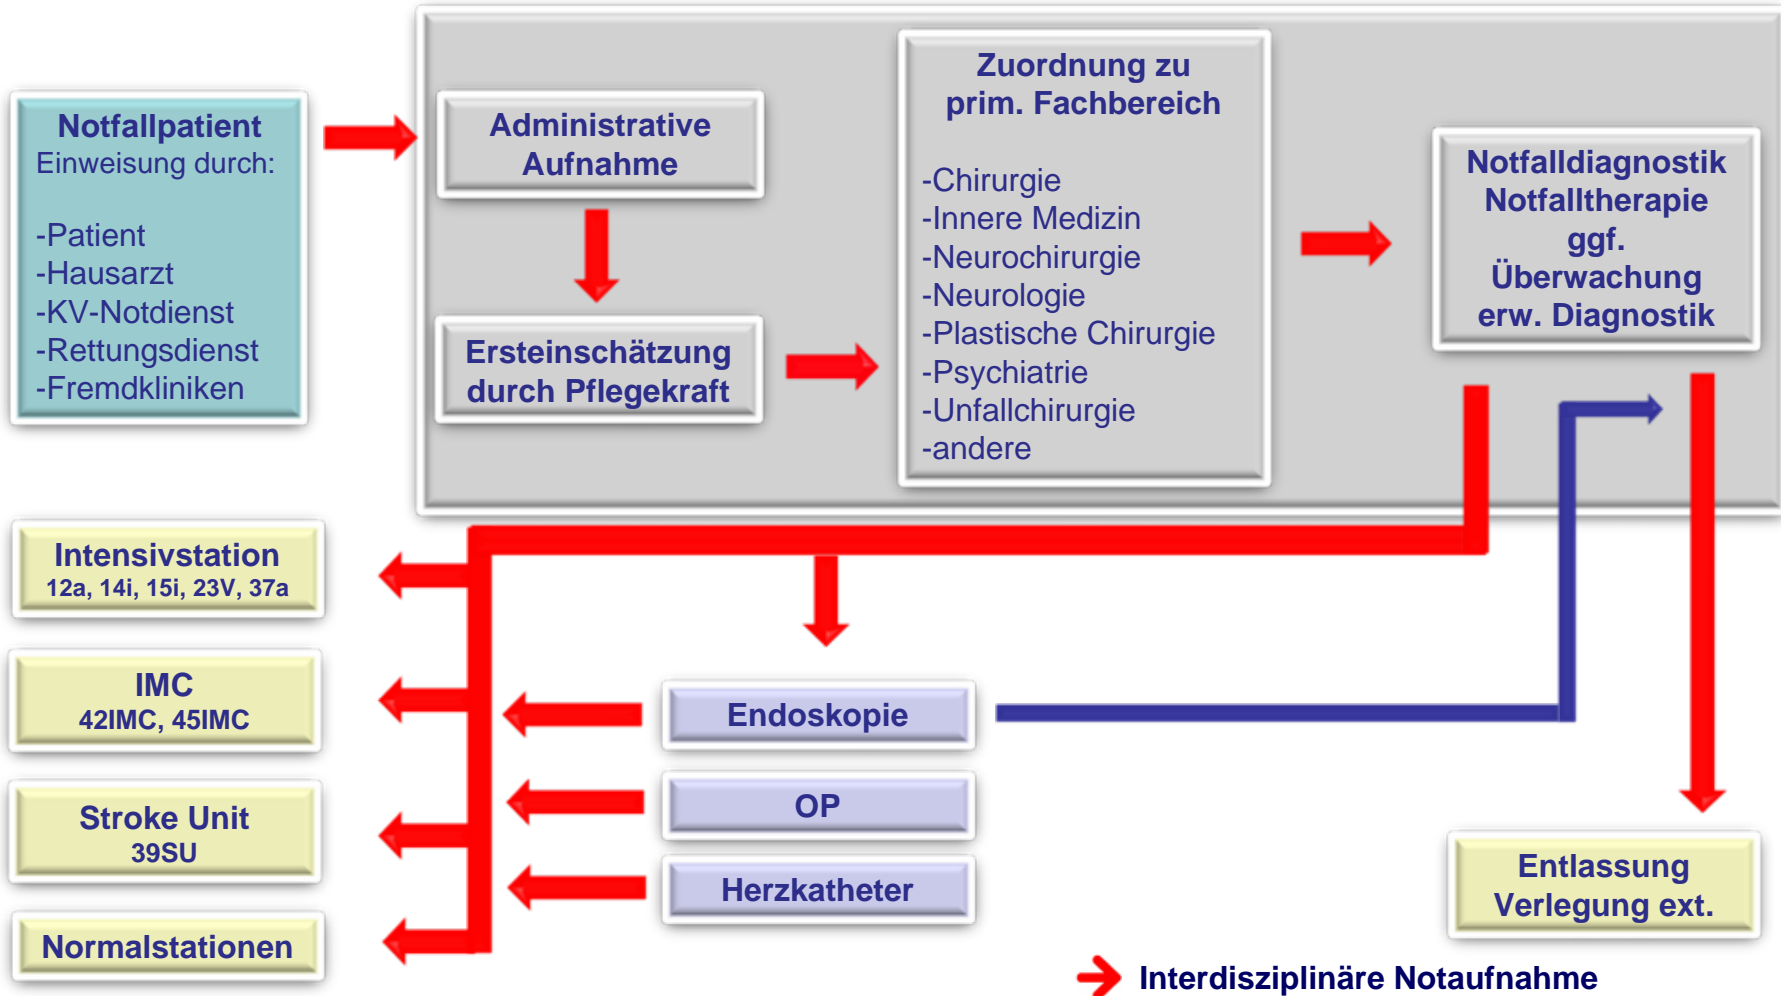 Notfallpatient
Einweisung durch:
-Patient
-Hausarzt
-KV-Notdienst
-Rettungsdienst
-Fremdkliniken
Administrative
Aufnahme
Ersteinschätzung
durch Pflegekraft
Zuordnung zu
prim. Fachbereich
-Chirurgie
-Innere Medizin
-Neurochirurgie
-Neurologie
-Plastische Chirurgie
-Psychiatrie
-Unfallchirurgie
-andere
Notfalldiagnostik
Notfalltherapie
ggf.
Überwachung
erw. Diagnostik
Intensivstation
12a, 14i, 15i, 23V, 37a
IMC
42IMC, 45IMC
Stroke Unit
39SU
Normalstationen
Endoskopie
OP
Herzkatheter
Entlassung
Verlegung ext.
Interdisziplinäre Notaufnahme